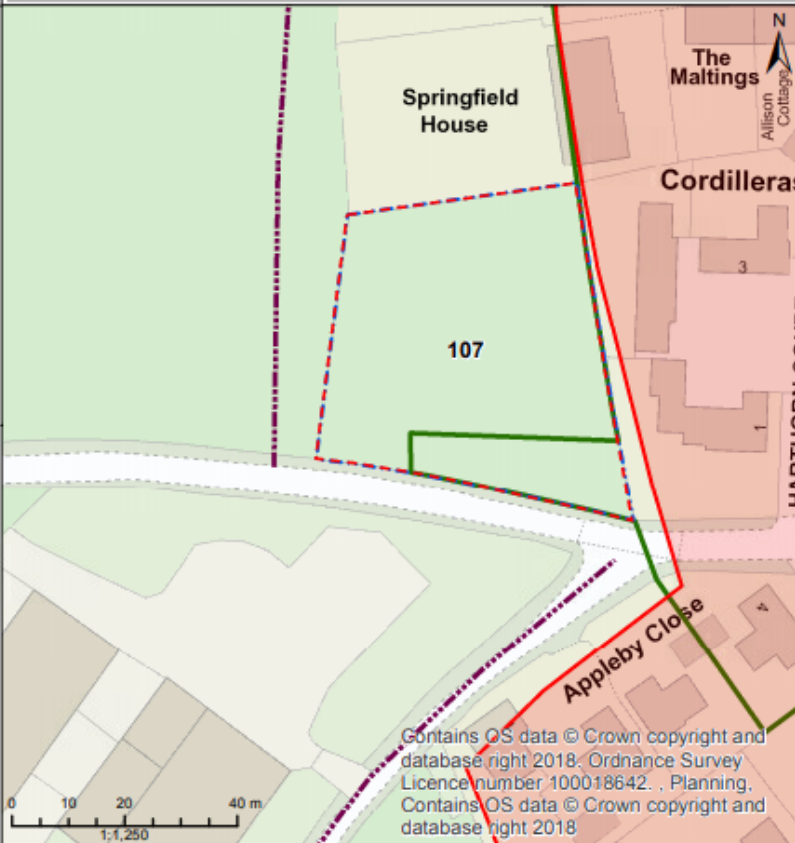 N
The
Maltings
Allison
Cottage
Springfield
House
Cordilleras
3
107
1
4
Appleby Close
Contains OS data © Crown copyright and
database right 2018. Ordnance Survey
Licence number 100018642. , Planning,
Contains OS data © Crown copyright and
database right 2018
0 10 20 40 m
1:1,250